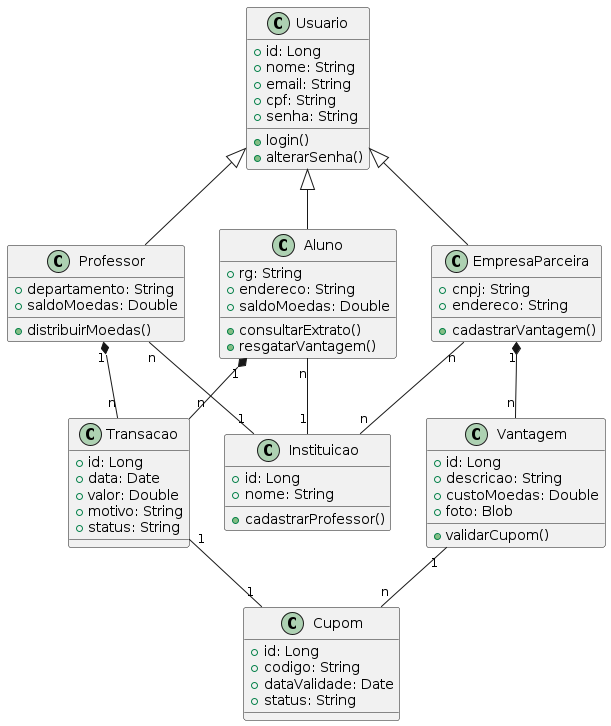 C Usuario
id: Long
nome: String
email: String
cpf: String
senha: String
login()
alterarSenha()
C Professor
departamento: String
saldoMoedas: Double
distribuirMoedas()
C Aluno
rg: String
endereco: String
saldoMoedas: Double
consultarExtrato()
resgatarVantagem()
C EmpresaParceira
cnpj: String
endereco: String
cadastrarVantagem()
1 n 1 n n 1
n n 1 1 n n
C Transacao
id: Long
data: Date
valor: Double
motivo: String
status: String
C Instituicao
id: Long
nome: String
cadastrarProfessor()
C Vantagem
id: Long
descricao: String
custoMoedas: Double
foto: Blob
validarCupom()
1 1
1 n
C Cupom
id: Long
codigo: String
dataValidade: Date
status: String